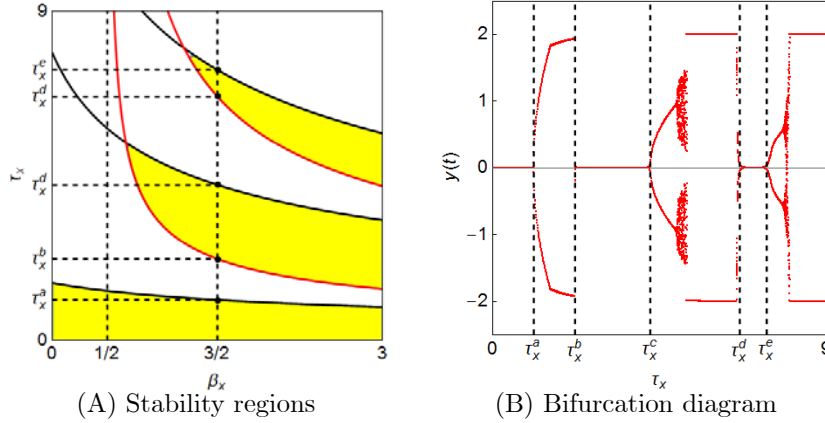 9
τ_x^e
τ_x^d
τ_x
τ_x^d
τ_x^b
τ_x^a
0
0 1/2 3/2 3
β_x
(A) Stability regions
y(t)
2
1
0
−1
−2
0 τ_x^a τ_x^b τ_x^c τ_x^d τ_x^e 9
τ_x
(B) Bifurcation diagram